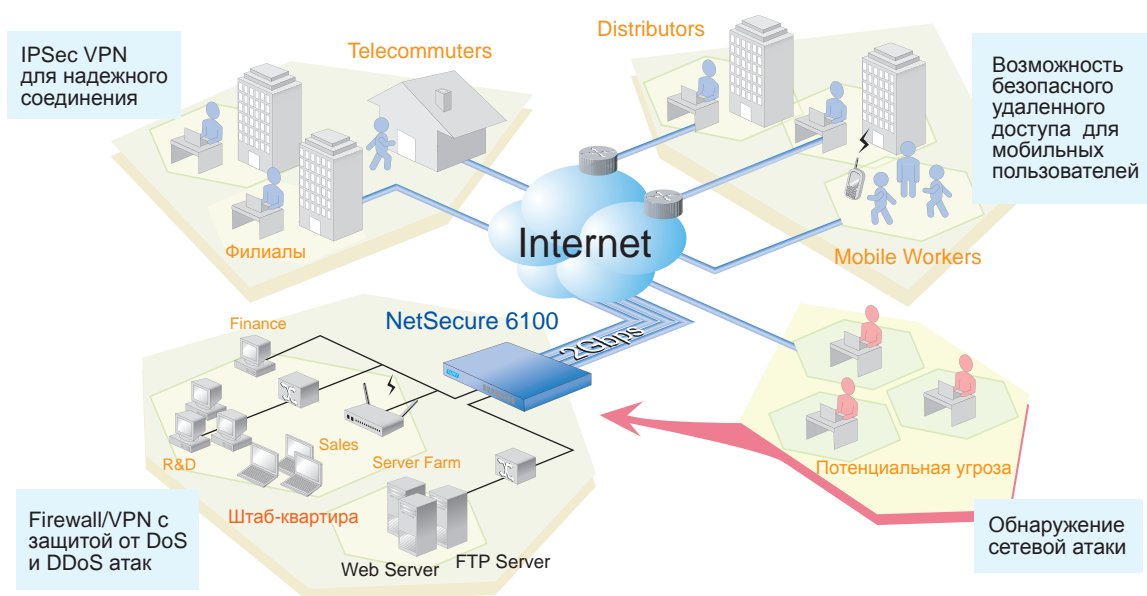 IPSec VPN
для надежного
соединения
Telecommuters
Distributors
Возможность
безопасного
удаленного
доступа для
мобильных
пользователей
Филиалы
Internet
Mobile Workers
NetSecure 6100
2Gbps
Finance
R&D
Sales
Server Farm
Штаб-квартира
Web Server
FTP Server
Потенциальная угроза
Firewall/VPN с
защитой от DoS
и DDoS атак
Обнаружение
сетевой атаки